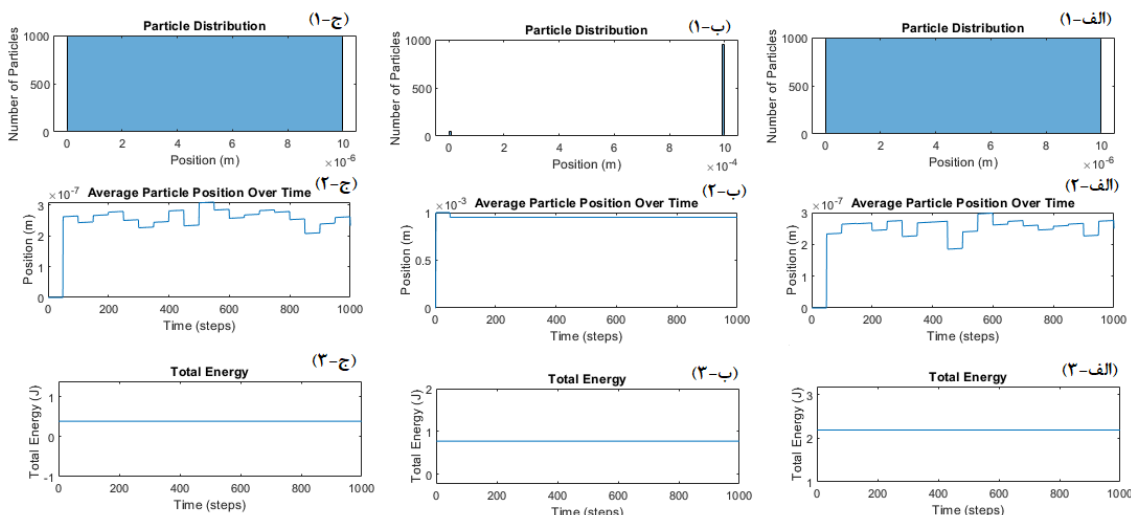 (ج-۱)
Particle Distribution
1000
500
0
Number of Particles
0 2 4 6 8 10
×10⁻⁶
Position (m)
(ب-۱)
Particle Distribution
1000
500
0
Number of Particles
0 2 4 6 8 10
×10⁻⁴
Position (m)
(الف-۱)
Particle Distribution
1000
500
0
Number of Particles
0 2 4 6 8 10
×10⁻⁶
Position (m)
(ج-۲)
×10⁻⁷
Average Particle Position Over Time
3
2
1
0
Position (m)
0 200 400 600 800 1000
Time (steps)
(ب-۲)
×10⁻³
Average Particle Position Over Time
1
0.5
0
Position (m)
0 200 400 600 800 1000
Time (steps)
(الف-۲)
×10⁻⁷
Average Particle Position Over Time
3
2
1
0
Position (m)
0 200 400 600 800 1000
Time (steps)
(ج-۳)
Total Energy
1
0
-1
Total Energy (J)
0 200 400 600 800 1000
Time (steps)
(ب-۳)
Total Energy
2
1
0
Total Energy (J)
0 200 400 600 800 1000
Time (steps)
(الف-۳)
Total Energy
3
2
1
Total Energy (J)
0 200 400 600 800 1000
Time (steps)